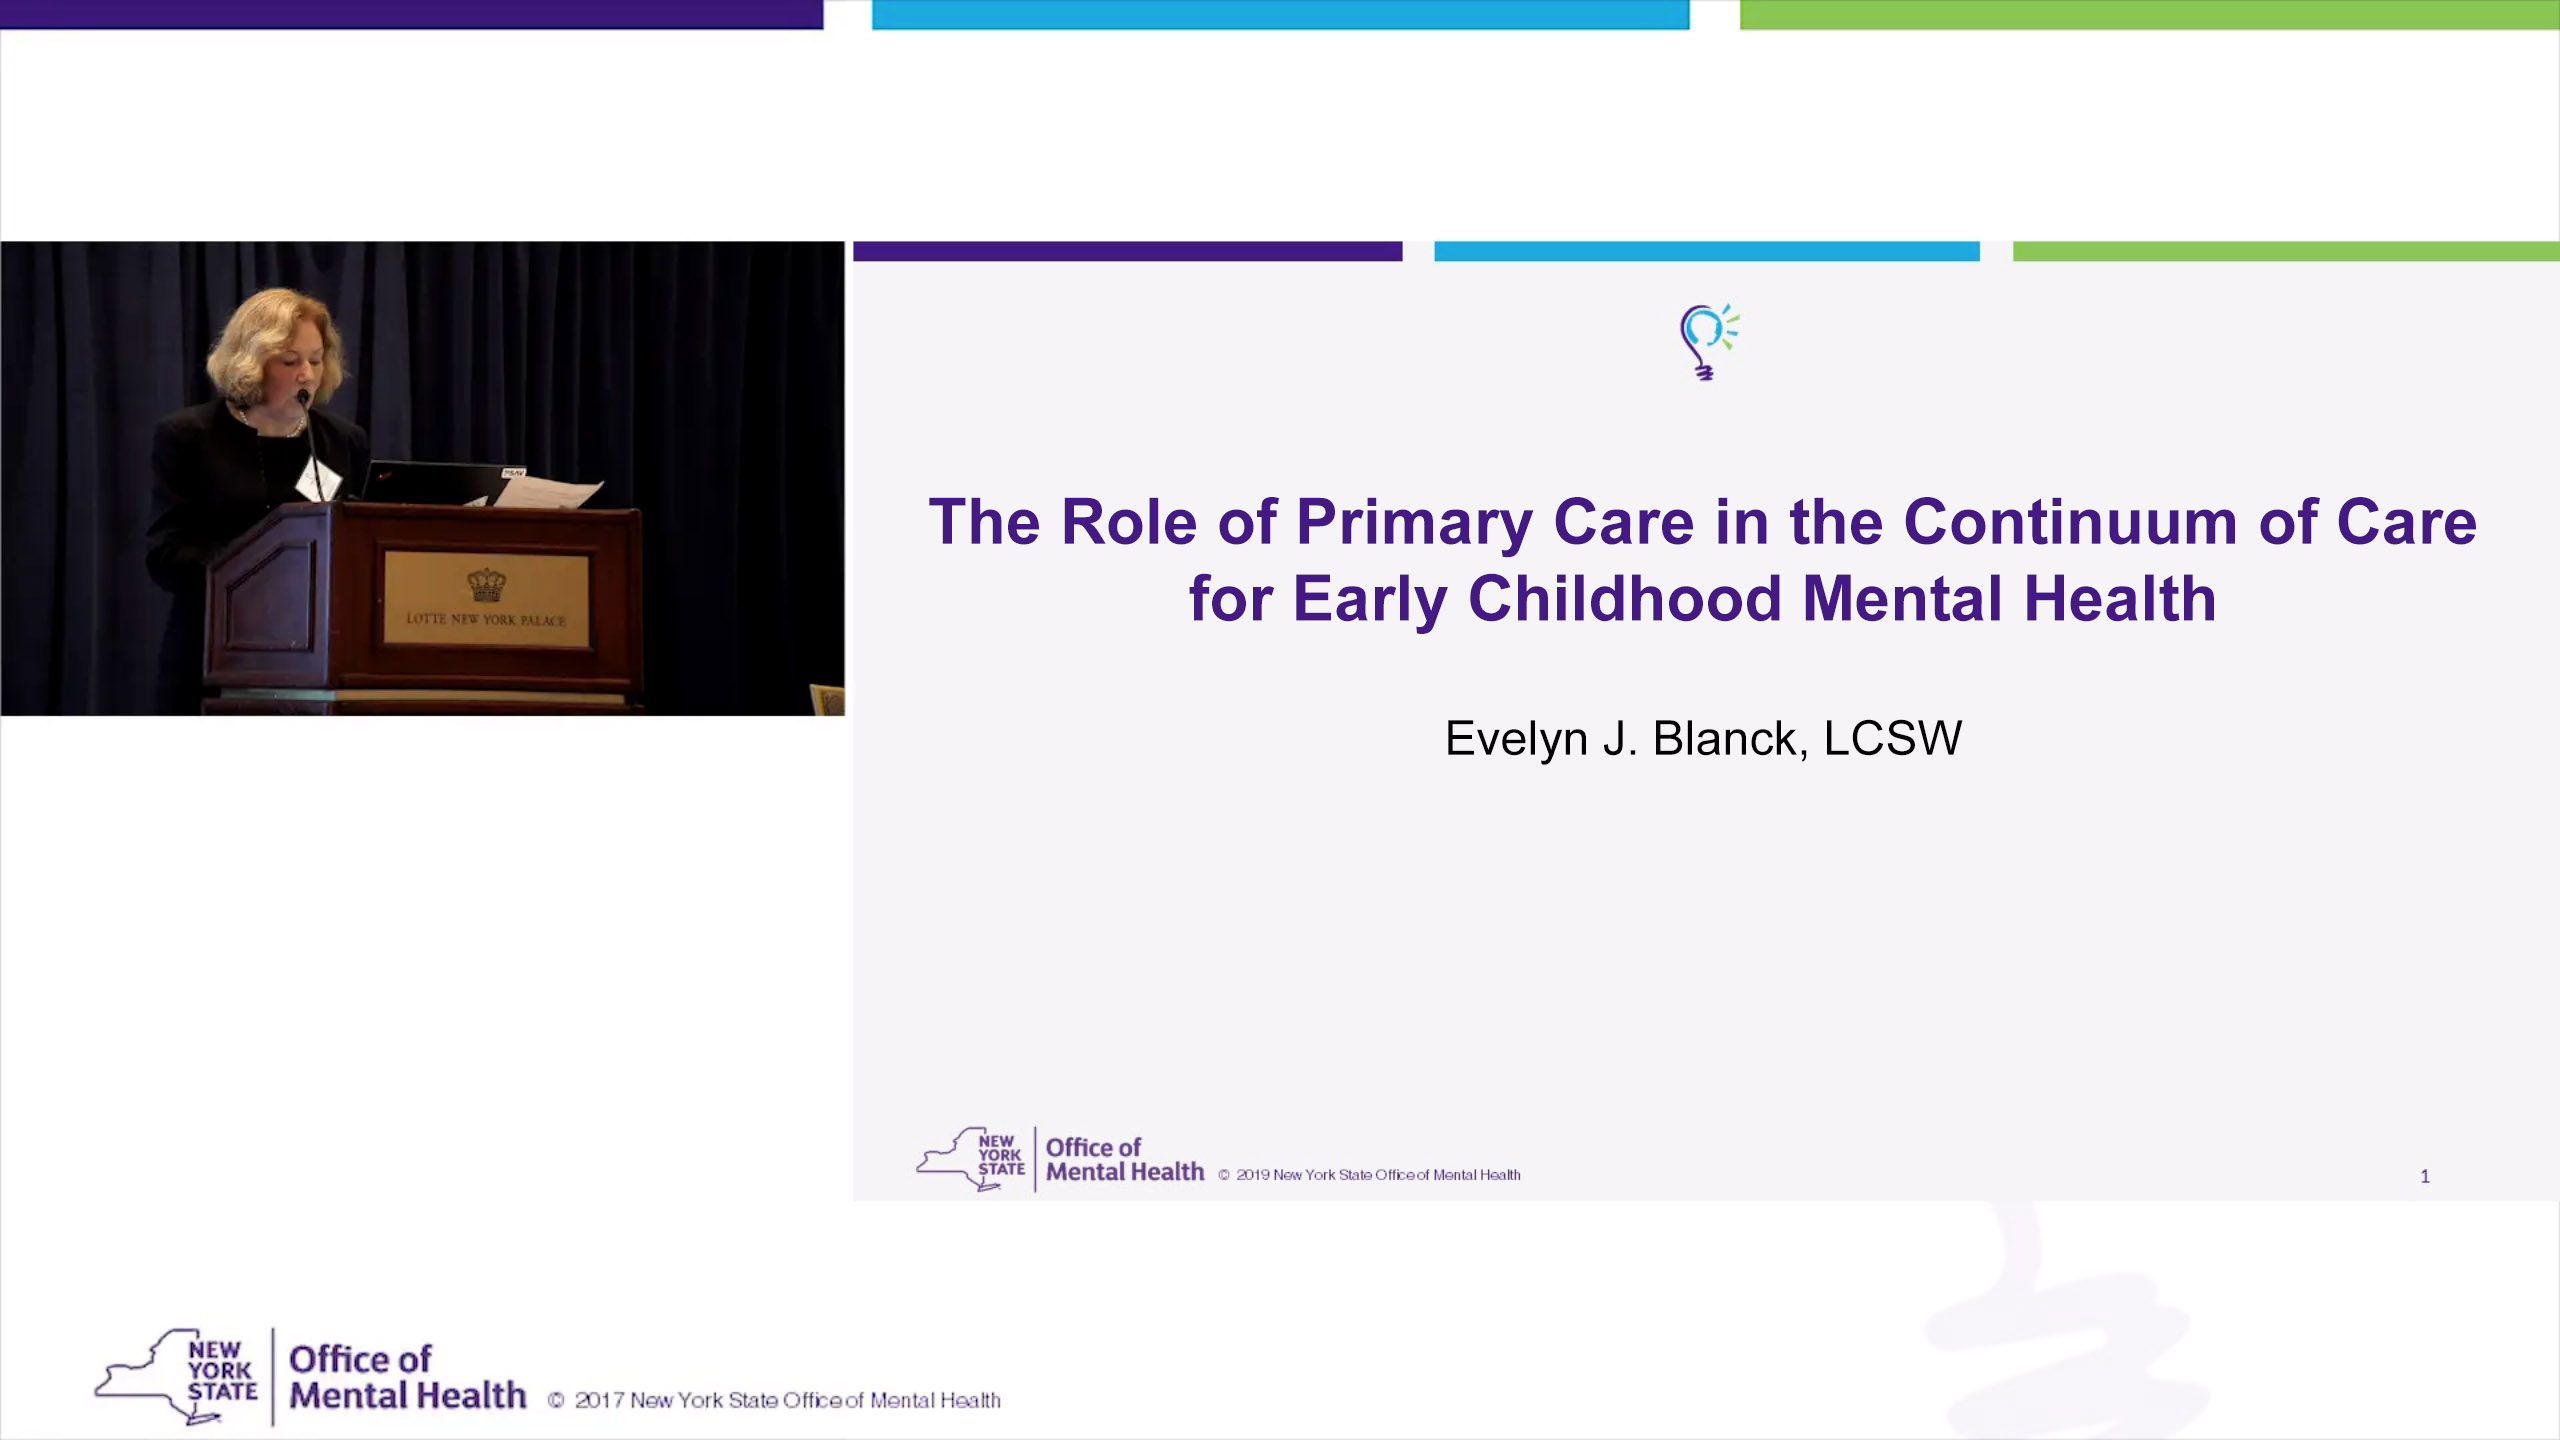 LOTTE NEW YORK PALACE
The Role of Primary Care in the Continuum of Care
for Early Childhood Mental Health
Evelyn J. Blanck, LCSW
NEW
YORK
STATE
Office of
Mental Health
© 2019 New York State Office of Mental Health
1
NEW
YORK
STATE
Office of
Mental Health
© 2017 New York State Office of Mental Health